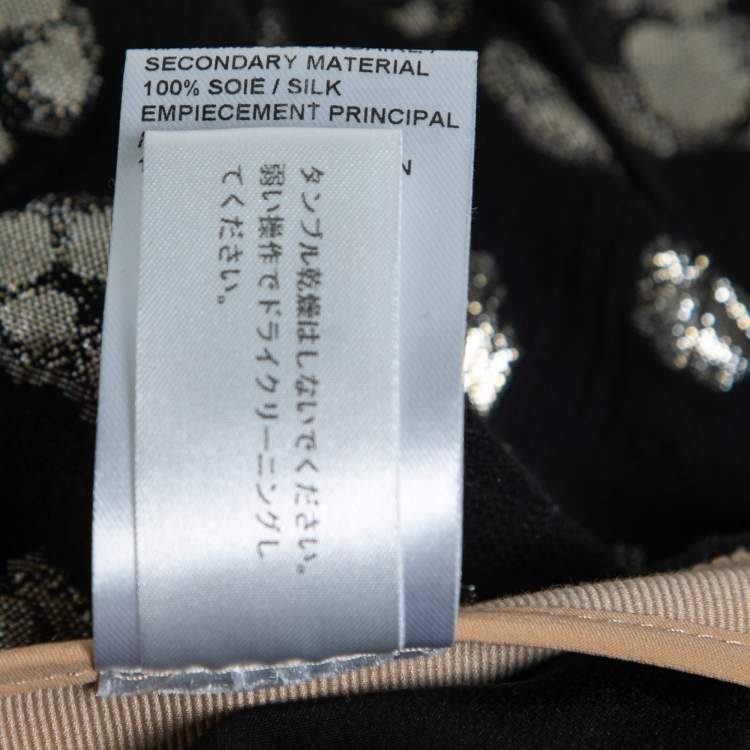 SECONDARY MATERIAL
100% SOIE / SILK
EMPIECEMENT PRINCIPAL
タンブル乾燥はしないでください。
弱い操作でドライクリーニングし
てください。